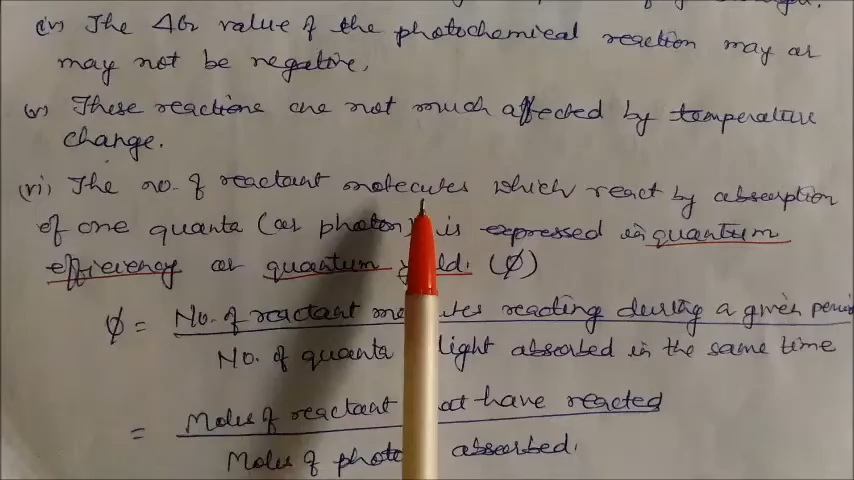 (iv) The ΔG value of the photochemical reaction may or
may not be negative.
(v) These reactions are not much affected by temperature
change.
(vi) The no. of reactant molecules which react by absorption
of one quanta (or photon) is expressed in quantum
efficiency or quantum yield. (φ)
φ = No. of reactant reacting during a given period
No. of quanta light absorbed in the same time
= Moles of reactant have reacted
Moles of absorbed.